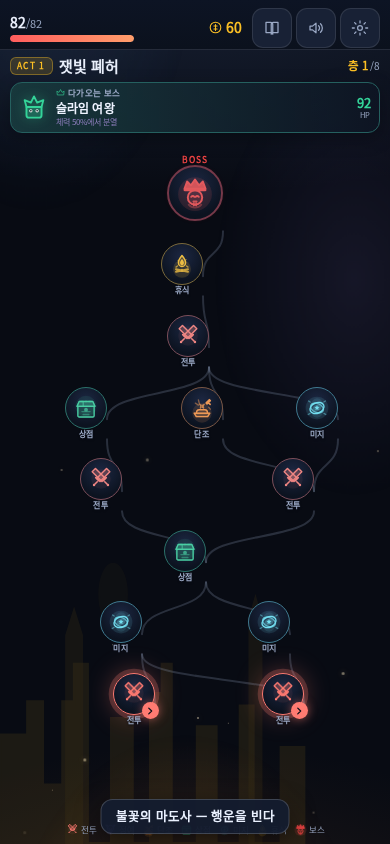 82/82
60
ACT 1 잿빛 폐허
층 1/8
다가오는 보스
슬라임 여왕
체력 50%에서 분열
92
HP
BOSS
휴식
전투
상점
단조
미지
전투
전투
상점
미지
미지
전투
전투
불꽃의 마도사 — 행운을 빈다
전투
보스